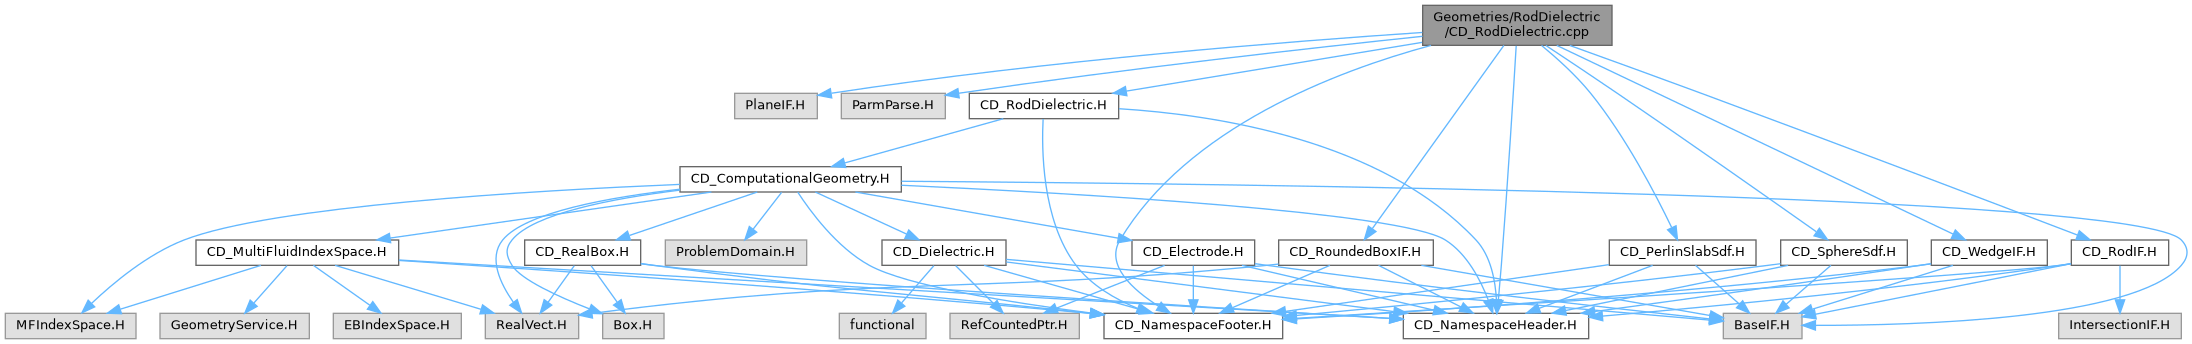 Geometries/RodDielectric
/CD_RodDielectric.cpp
PlaneIF.H
ParmParse.H
CD_RodDielectric.H
CD_ComputationalGeometry.H
CD_MultiFluidIndexSpace.H
CD_RealBox.H
ProblemDomain.H
CD_Dielectric.H
CD_Electrode.H
CD_RoundedBoxIF.H
CD_PerlinSlabSdf.H
CD_SphereSdf.H
CD_WedgeIF.H
CD_RodIF.H
MFIndexSpace.H
GeometryService.H
EBIndexSpace.H
RealVect.H
Box.H
functional
RefCountedPtr.H
CD_NamespaceFooter.H
CD_NamespaceHeader.H
BaseIF.H
IntersectionIF.H